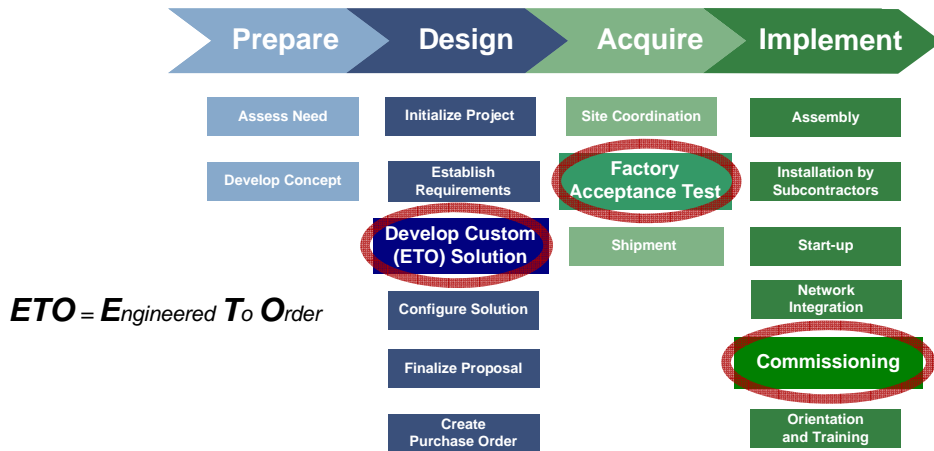 Prepare
Design
Acquire
Implement
Assess Need
Develop Concept
Initialize Project
Establish
Requirements
Develop Custom
(ETO) Solution
Configure Solution
Finalize Proposal
Create
Purchase Order
Site Coordination
Factory
Acceptance Test
Shipment
Assembly
Installation by
Subcontractors
Start-up
Network
Integration
Commissioning
Orientation
and Training
ETO = Engineered To Order